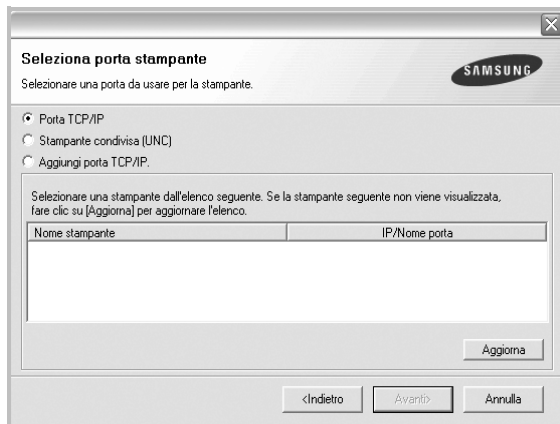 Seleziona porta stampante
Selezionare una porta da usare per la stampante.
SAMSUNG
Porta TCP/IP
Stampante condivisa (UNC)
Aggiungi porta TCP/IP.
Selezionare una stampante dall'elenco seguente. Se la stampante seguente non viene visualizzata,
fare clic su [Aggiorna] per aggiornare l'elenco.
Nome stampante IP/Nome porta
Aggiorna
<Indietro Avanti> Annulla